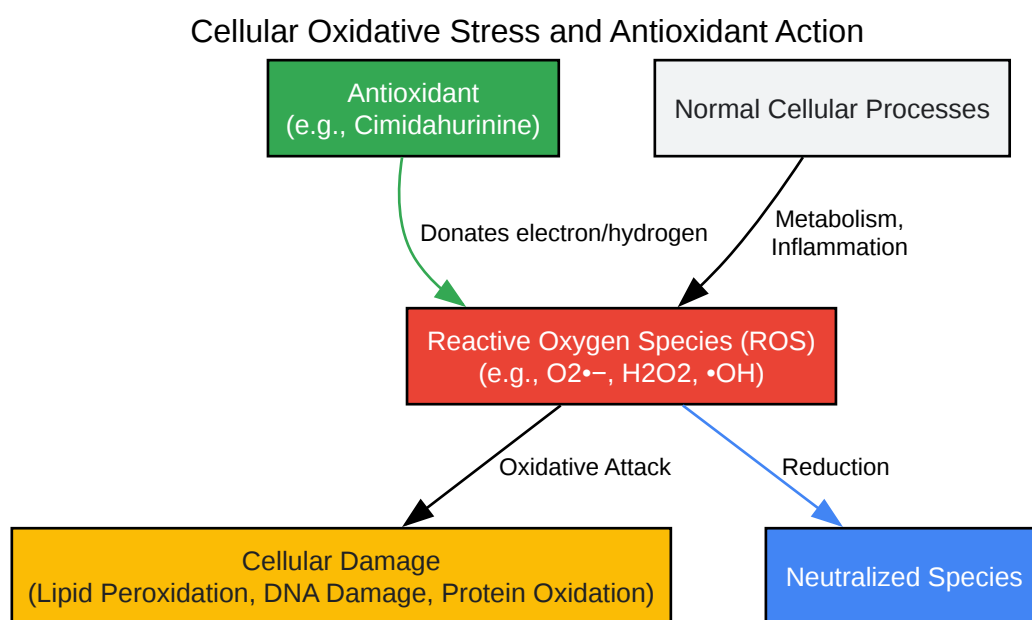 Cellular Oxidative Stress and Antioxidant Action
Antioxidant
(e.g., Cimidahurinine)
Normal Cellular Processes
Donates electron/hydrogen
Metabolism,
Inflammation
Reactive Oxygen Species (ROS)
(e.g., O2•−, H2O2, •OH)
Oxidative Attack
Reduction
Cellular Damage
(Lipid Peroxidation, DNA Damage, Protein Oxidation)
Neutralized Species